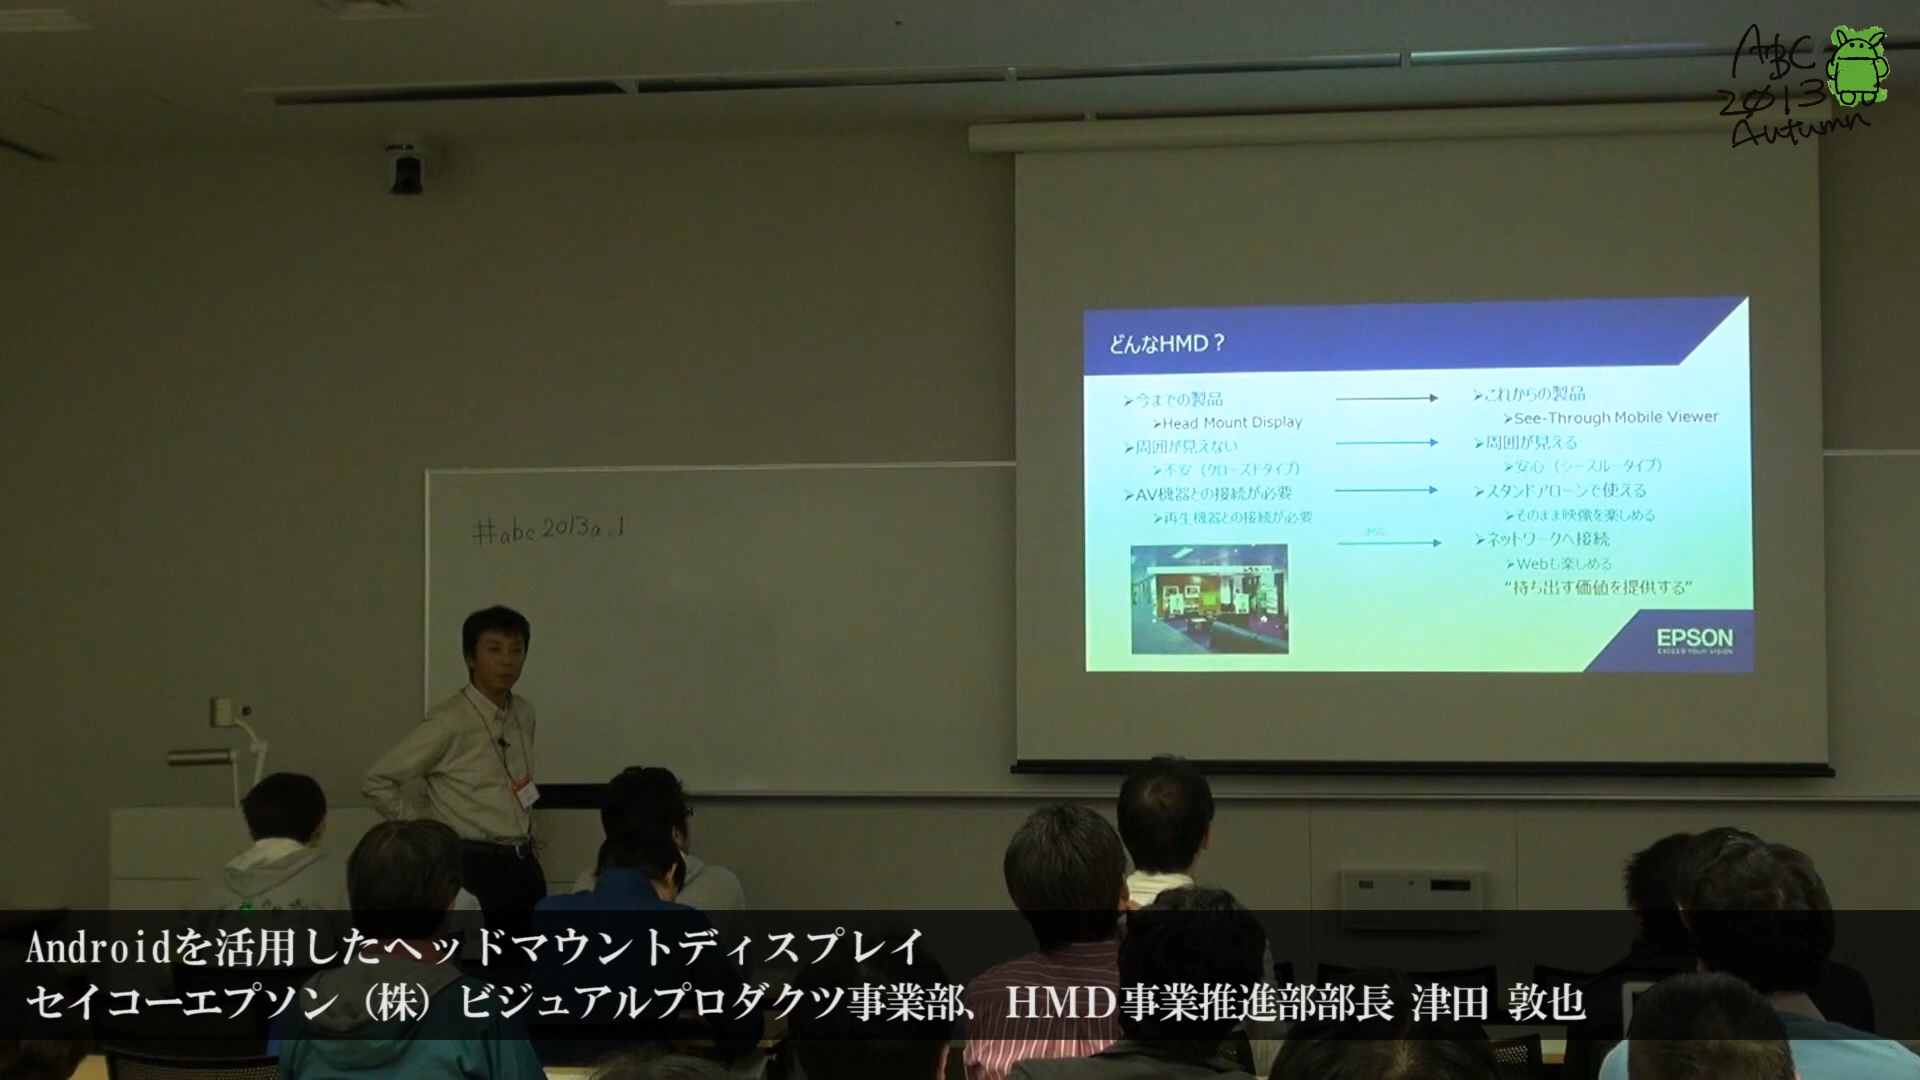 ABC
2013
Autumn
どんなHMD？
➢今までの製品
➢Head Mount Display
➢周囲が見えない
➢不安（クローズドタイプ）
➢AV機器との接続が必要
➢再生機器との接続が必要
さらに
➢これからの製品
➢See-Through Mobile Viewer
➢周囲が見える
➢安心（シースルータイプ）
➢スタンドアローンで使える
➢そのまま映像を楽しめる
➢ネットワークへ接続
➢Webも楽しめる
“持ち出す価値を提供する”
EPSON
EXCEED YOUR VISION
#abc2013a_1
Androidを活用したヘッドマウントディスプレイ
セイコーエプソン（株）ビジュアルプロダクツ事業部、HMD事業推進部部長 津田 敦也